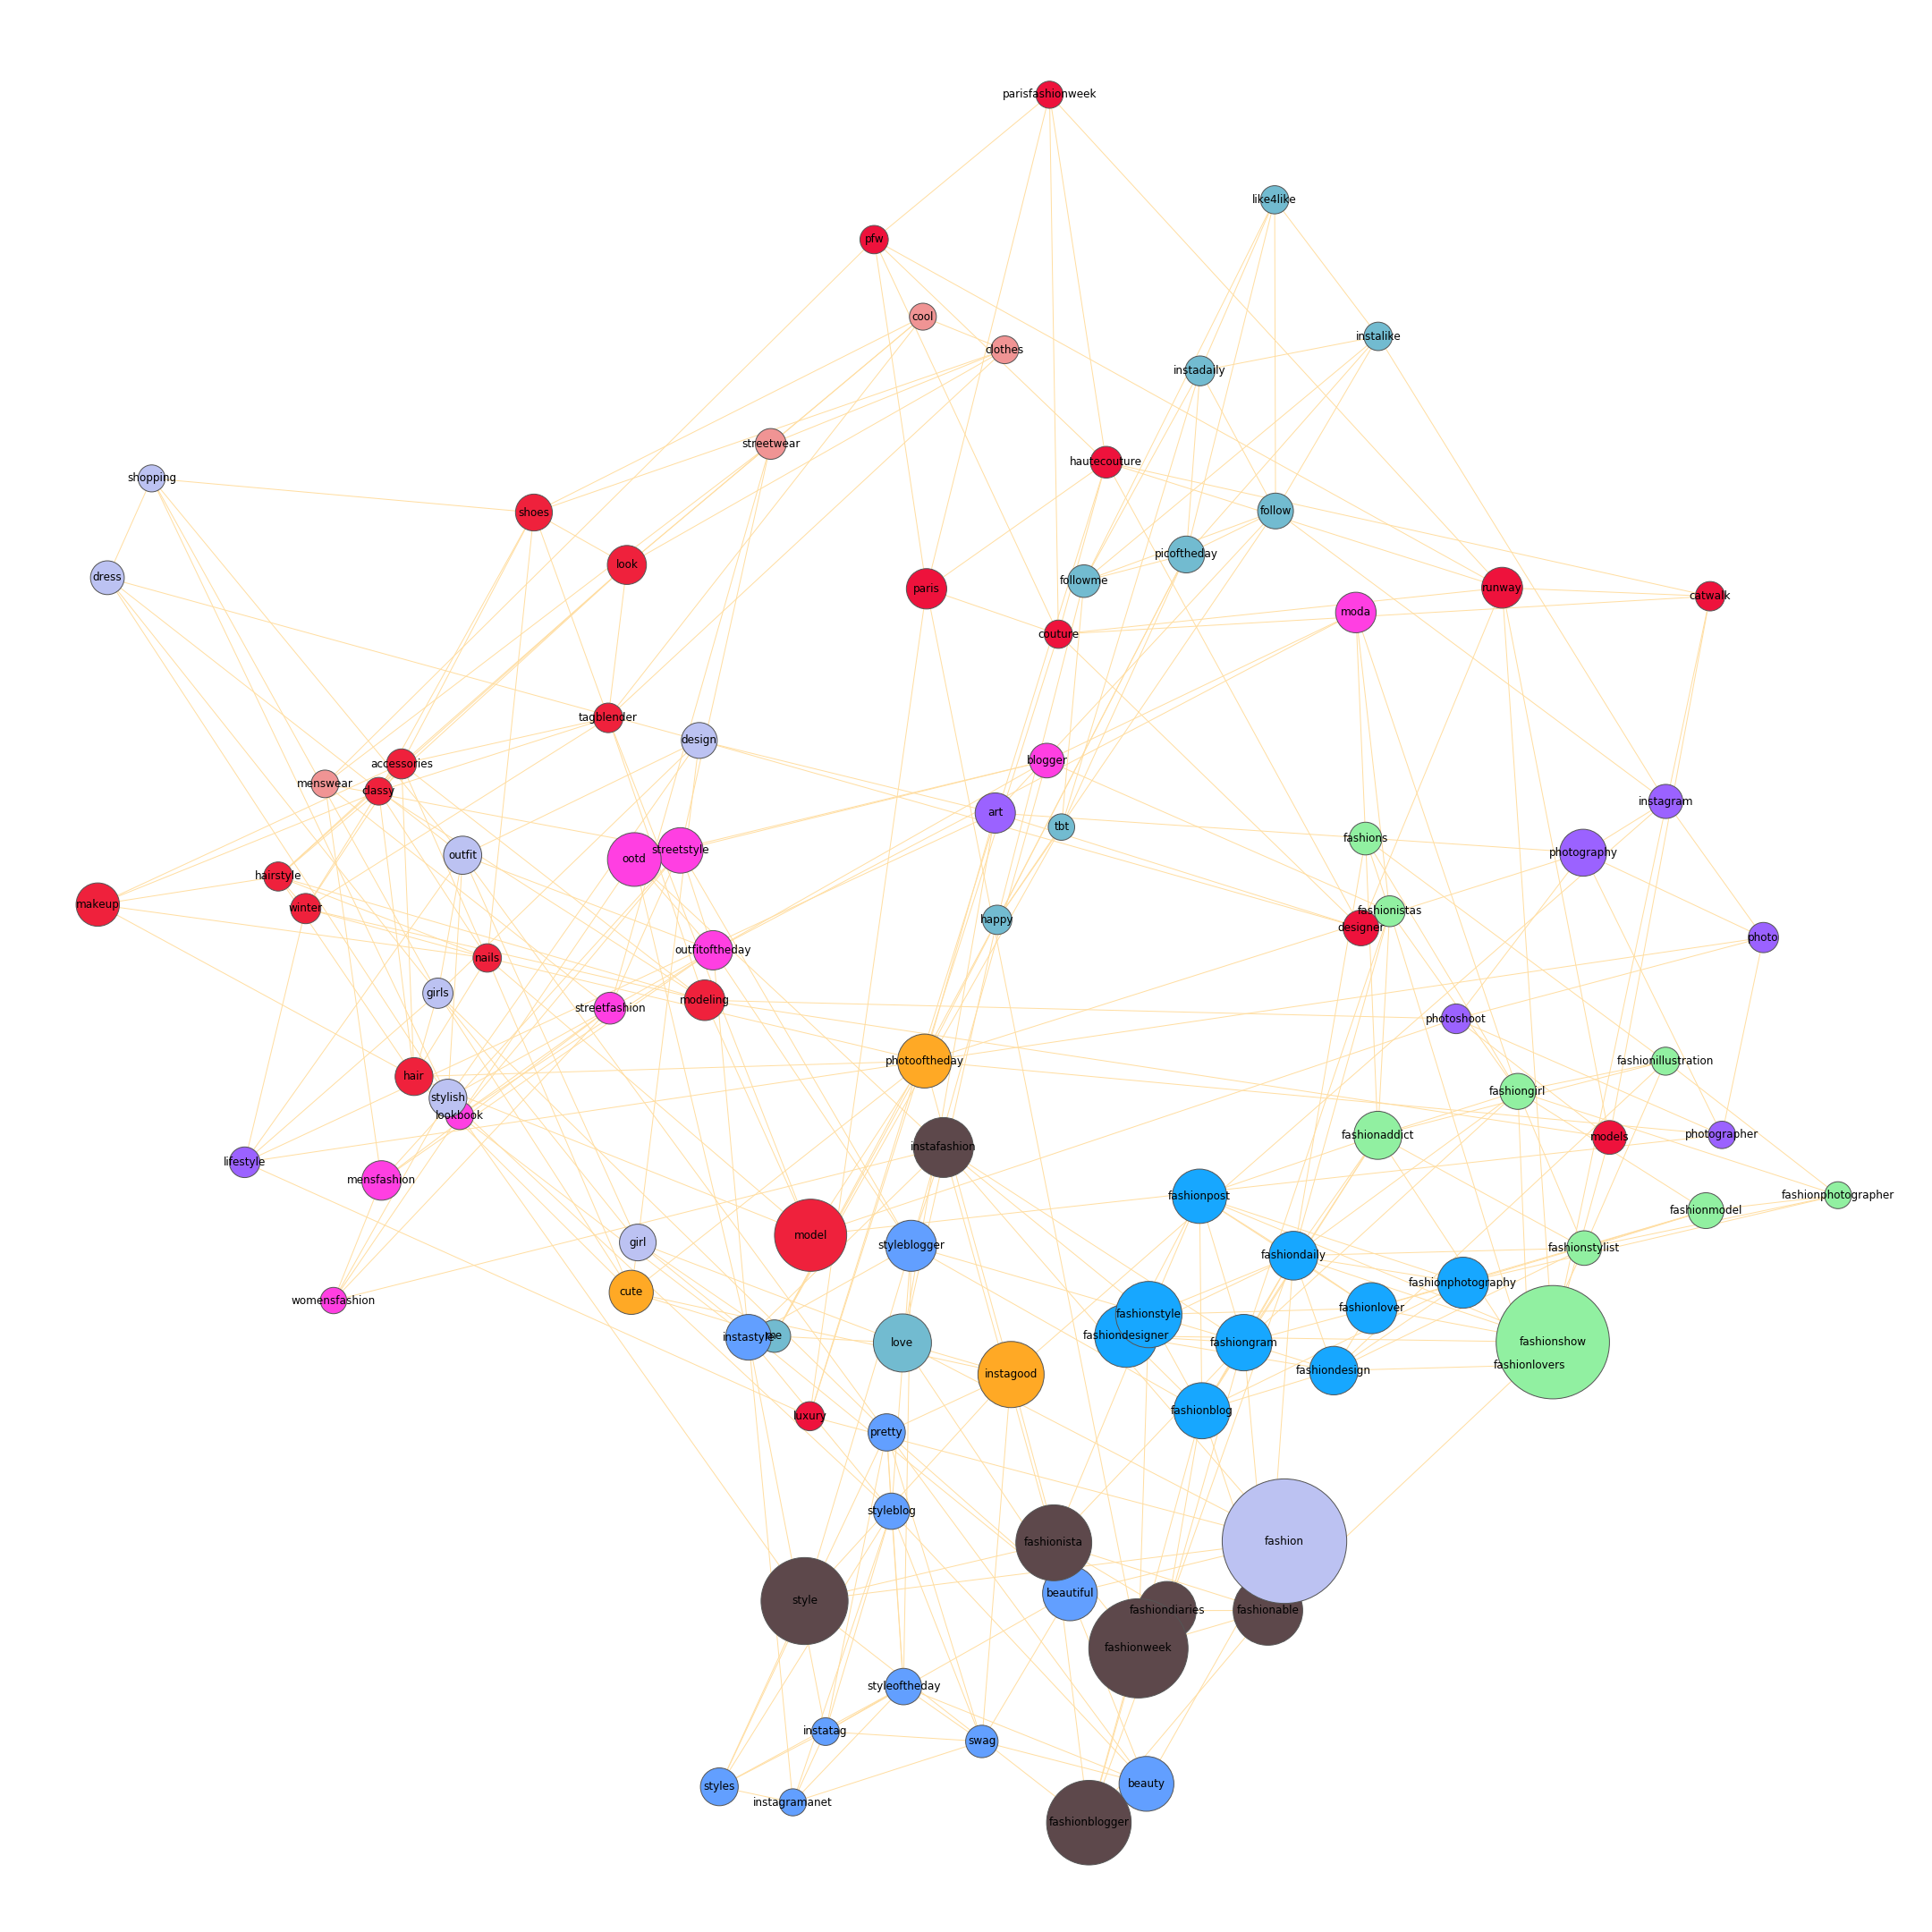 parisfashionweek
like4like
pfw
cool
instalike
clothes
instadaily
streetwear
hautecouture
shopping
follow
shoes
picoftheday
look
dress
followme
paris
runway
catwalk
moda
couture
tagblender
design
blogger
accessories
menswear
classy
instagram
art
tbt
fashions
streetstyle
photography
outfit
ootd
hairstyle
makeup
winter
fashionistas
happy
designer
photo
outfitoftheday
nails
girls
modeling
streetfashion
photoshoot
photooftheday
fashionillustration
hair
fashiongirl
stylish
lookbook
fashionaddict
models
photographer
instafashion
lifestyle
mensfashion
fashionpost
fashionphotographer
fashionmodel
model
girl
styleblogger
fashionstylist
fashiondaily
fashionphotography
cute
womensfashion
fashionlover
fashionstyle
fashiondesigner
instastyle
me
love
fashiongram
fashionshow
fashionlovers
fashiondesign
instagood
fashionblog
luxury
pretty
styleblog
fashionista
fashion
beautiful
style
fashiondiaries
fashionable
fashionweek
styleoftheday
instatag
swag
beauty
styles
instagramanet
fashionblogger